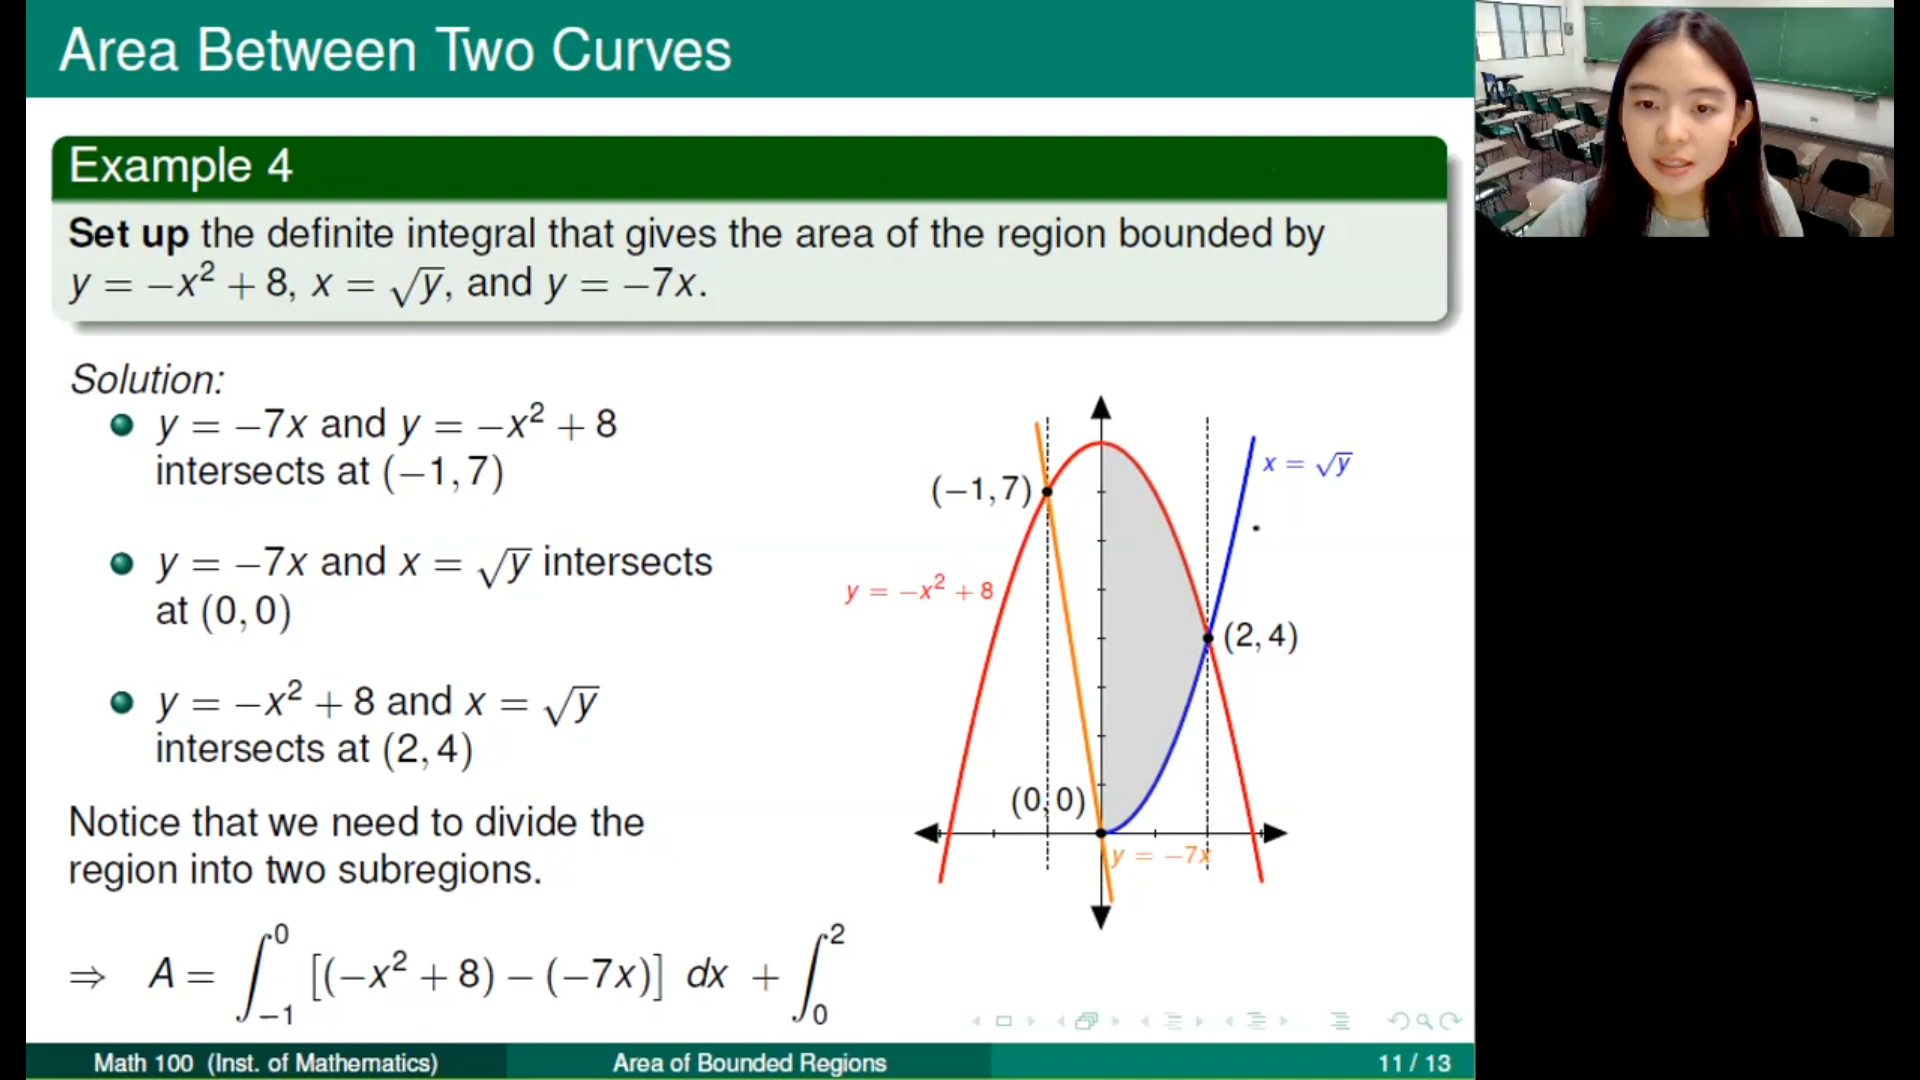 Area Between Two Curves
Example 4
Set up the definite integral that gives the area of the region bounded by
y = −x² + 8, x = √y, and y = −7x.
Solution:
y = −7x and y = −x² + 8
intersects at (−1, 7)
y = −7x and x = √y intersects
at (0, 0)
y = −x² + 8 and x = √y
intersects at (2, 4)
Notice that we need to divide the
region into two subregions.
⇒ A = ∫₋₁⁰ [(−x² + 8) − (−7x)] dx + ∫₀²
x = √y
(−1, 7)
y = −x² + 8
(2, 4)
(0, 0)
y = −7x
Math 100 (Inst. of Mathematics)
Area of Bounded Regions
11 / 13